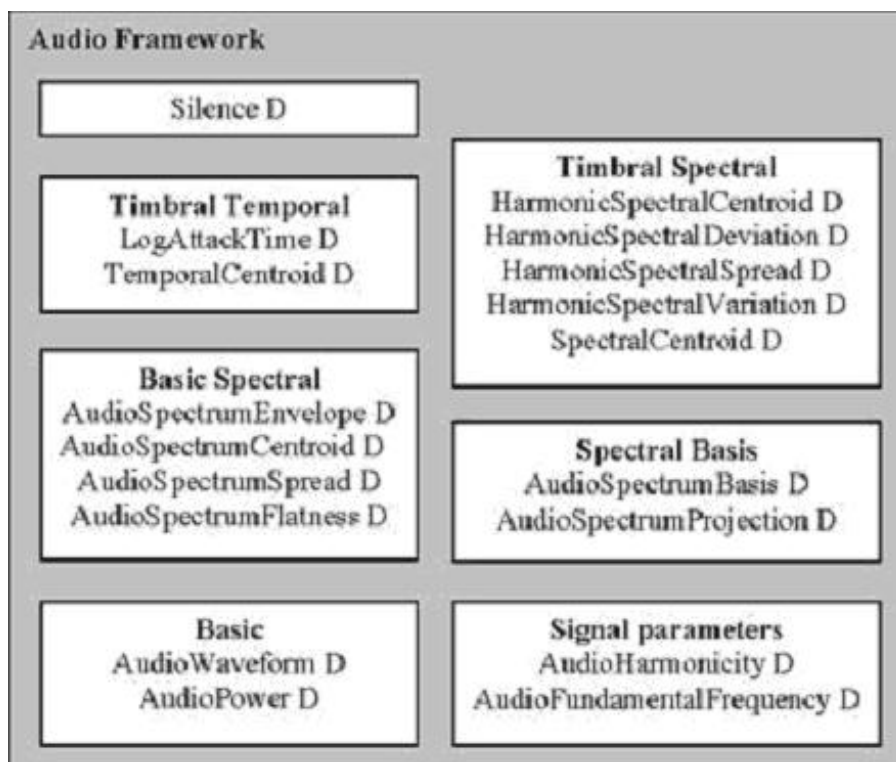 Audio Framework
Silence D
Timbral Temporal
LogAttackTime D
TemporalCentroid D
Basic Spectral
AudioSpectrumEnvelope D
AudioSpectrumCentroid D
AudioSpectrumSpread D
AudioSpectrumFlatness D
Basic
AudioWaveform D
AudioPower D
Timbral Spectral
HarmonicSpectralCentroid D
HarmonicSpectralDeviation D
HarmonicSpectralSpread D
HarmonicSpectralVariation D
SpectralCentroid D
Spectral Basis
AudioSpectrumBasis D
AudioSpectrumProjection D
Signal parameters
AudioHarmonicity D
AudioFundamentalFrequency D